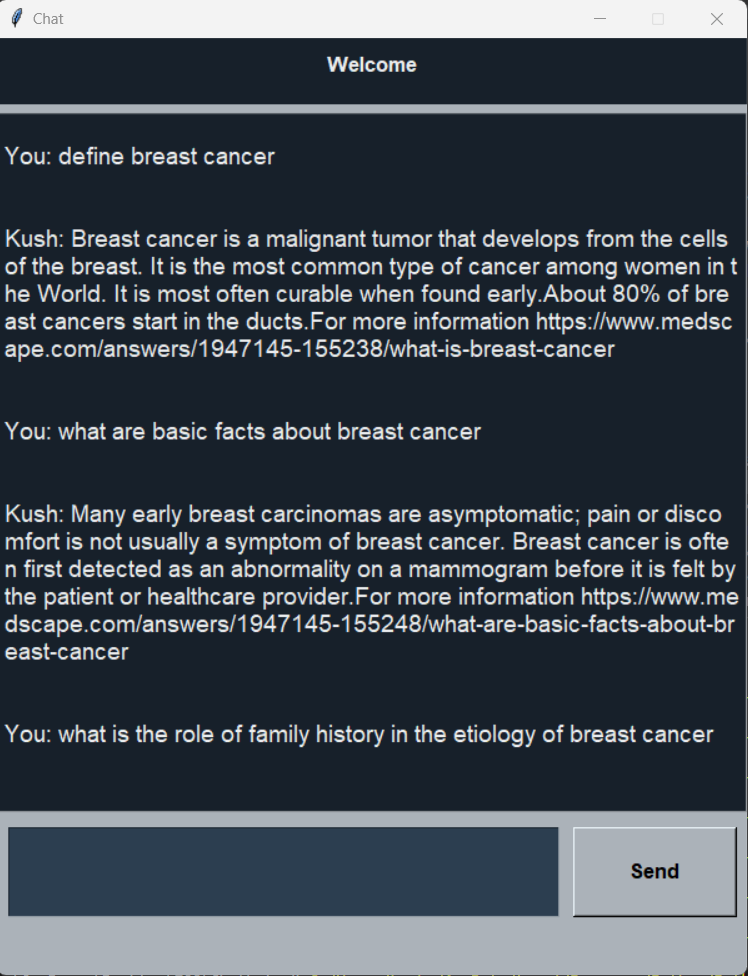 Chat
Welcome
You: define breast cancer
Kush: Breast cancer is a malignant tumor that develops from the cells
of the breast. It is the most common type of cancer among women in t
he World. It is most often curable when found early.About 80% of bre
ast cancers start in the ducts.For more information https://www.medsc
ape.com/answers/1947145-155238/what-is-breast-cancer
You: what are basic facts about breast cancer
Kush: Many early breast carcinomas are asymptomatic; pain or disco
mfort is not usually a symptom of breast cancer. Breast cancer is ofte
n first detected as an abnormality on a mammogram before it is felt by
the patient or healthcare provider.For more information https://www.me
dscape.com/answers/1947145-155248/what-are-basic-facts-about-br
east-cancer
You: what is the role of family history in the etiology of breast cancer
Send